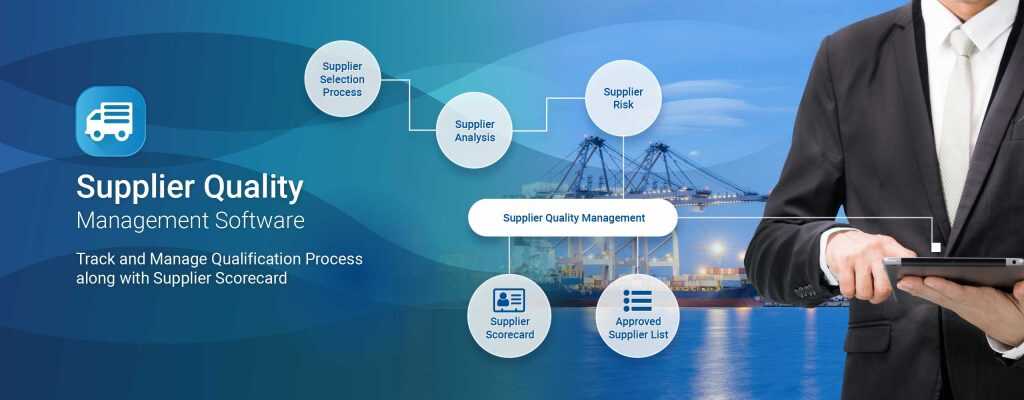 Supplier Quality
Management Software
Track and Manage Qualification Process
along with Supplier Scorecard
Supplier
Selection
Process
Supplier
Analysis
Supplier
Risk
Supplier Quality Management
Supplier
Scorecard
Approved
Supplier List